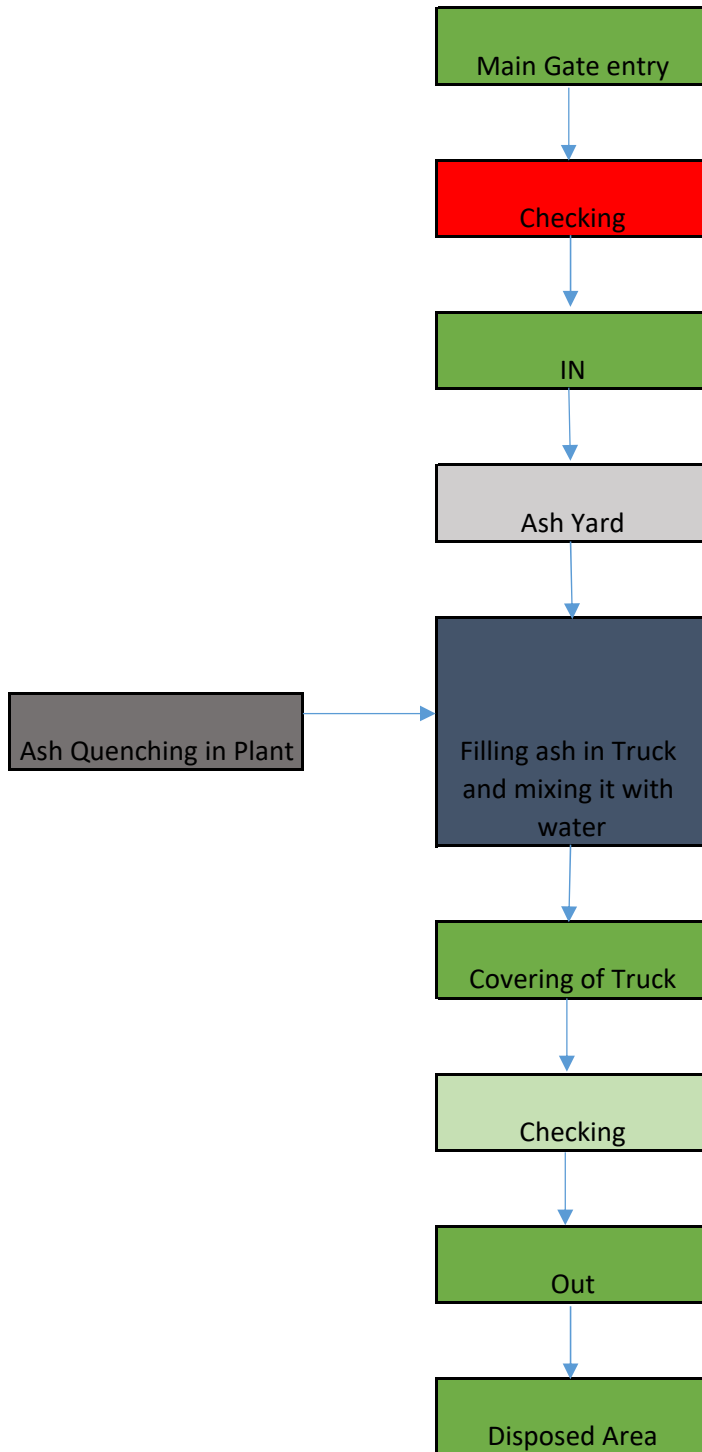 Main Gate entry
Checking
IN
Ash Yard
Ash Quenching in Plant
Filling ash in Truck
and mixing it with
water
Covering of Truck
Checking
Out
Disposed Area